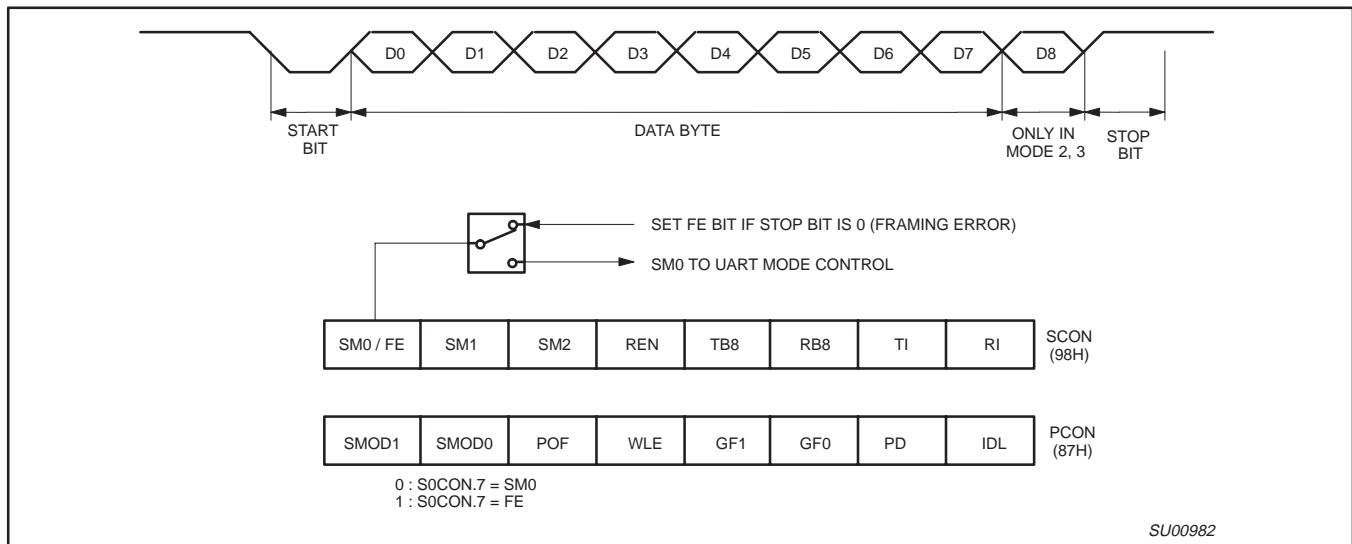 D0 D1 D2 D3 D4 D5 D6 D7 D8
START
BIT
DATA BYTE
ONLY IN
MODE 2, 3
STOP
BIT
SET FE BIT IF STOP BIT IS 0 (FRAMING ERROR)
SM0 TO UART MODE CONTROL
SM0 / FE SM1 SM2 REN TB8 RB8 TI RI
SCON
(98H)
SMOD1 SMOD0 POF WLE GF1 GF0 PD IDL
PCON
(87H)
0 : S0CON.7 = SM0
1 : S0CON.7 = FE
SU00982